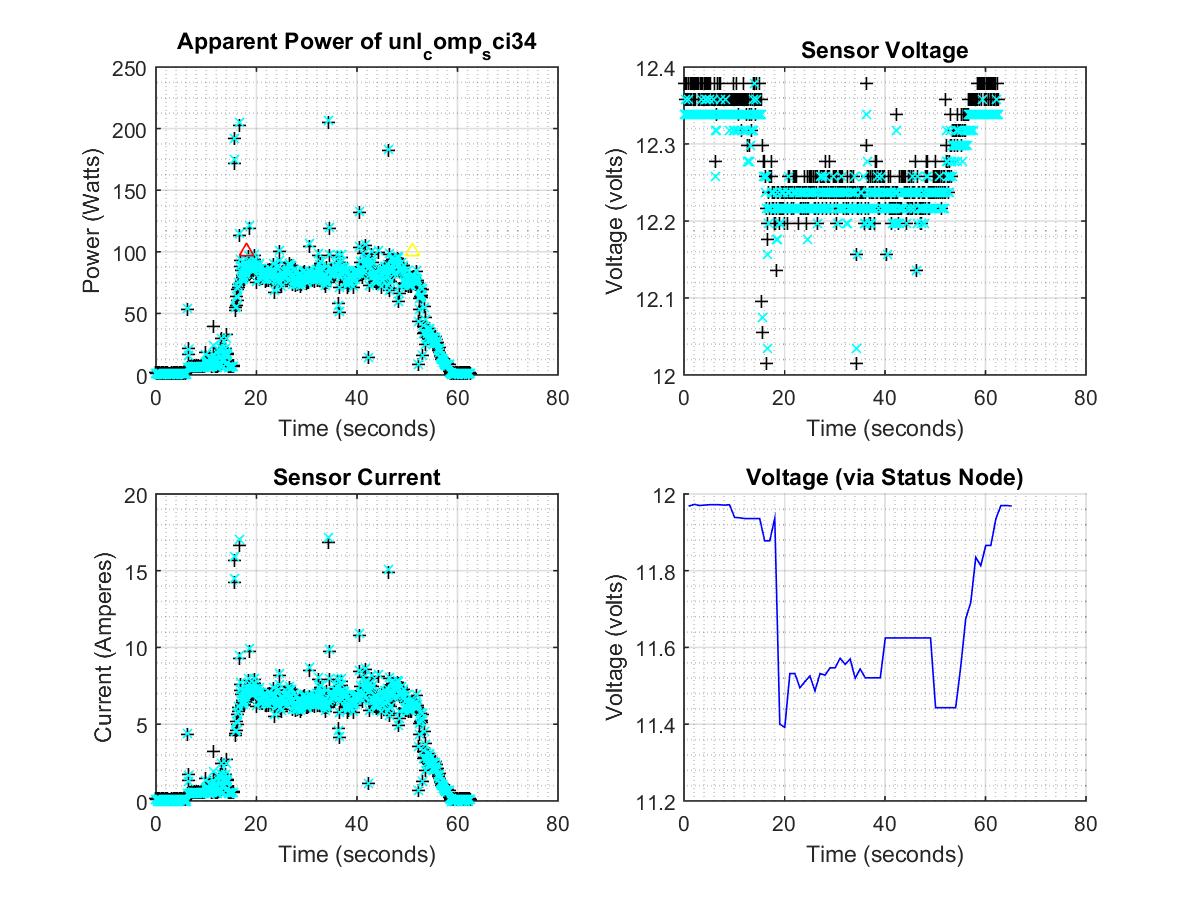 Apparent Power of unl_comp_sci34
250
200
150
100
50
0
Power (Watts)
0 20 40 60 80
Time (seconds)
Sensor Voltage
12.4
12.3
12.2
12.1
12
Voltage (volts)
0 20 40 60 80
Time (seconds)
Sensor Current
20
15
10
5
0
Current (Amperes)
0 20 40 60 80
Time (seconds)
Voltage (via Status Node)
12
11.8
11.6
11.4
11.2
Voltage (volts)
0 20 40 60 80
Time (seconds)